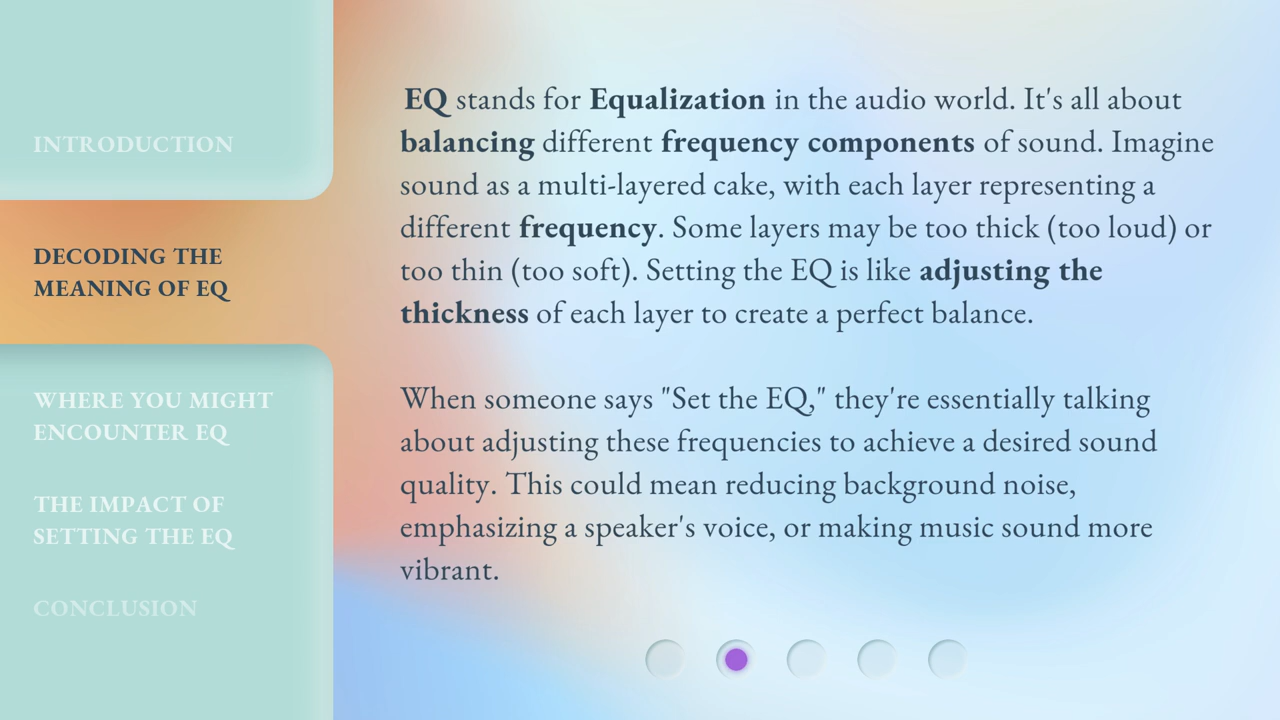 INTRODUCTION
DECODING THE
MEANING OF EQ
WHERE YOU MIGHT
ENCOUNTER EQ
THE IMPACT OF
SETTING THE EQ
CONCLUSION
EQ stands for Equalization in the audio world. It's all about
balancing different frequency components of sound. Imagine
sound as a multi-layered cake, with each layer representing a
different frequency. Some layers may be too thick (too loud) or
too thin (too soft). Setting the EQ is like adjusting the
thickness of each layer to create a perfect balance.
When someone says "Set the EQ," they're essentially talking
about adjusting these frequencies to achieve a desired sound
quality. This could mean reducing background noise,
emphasizing a speaker's voice, or making music sound more
vibrant.